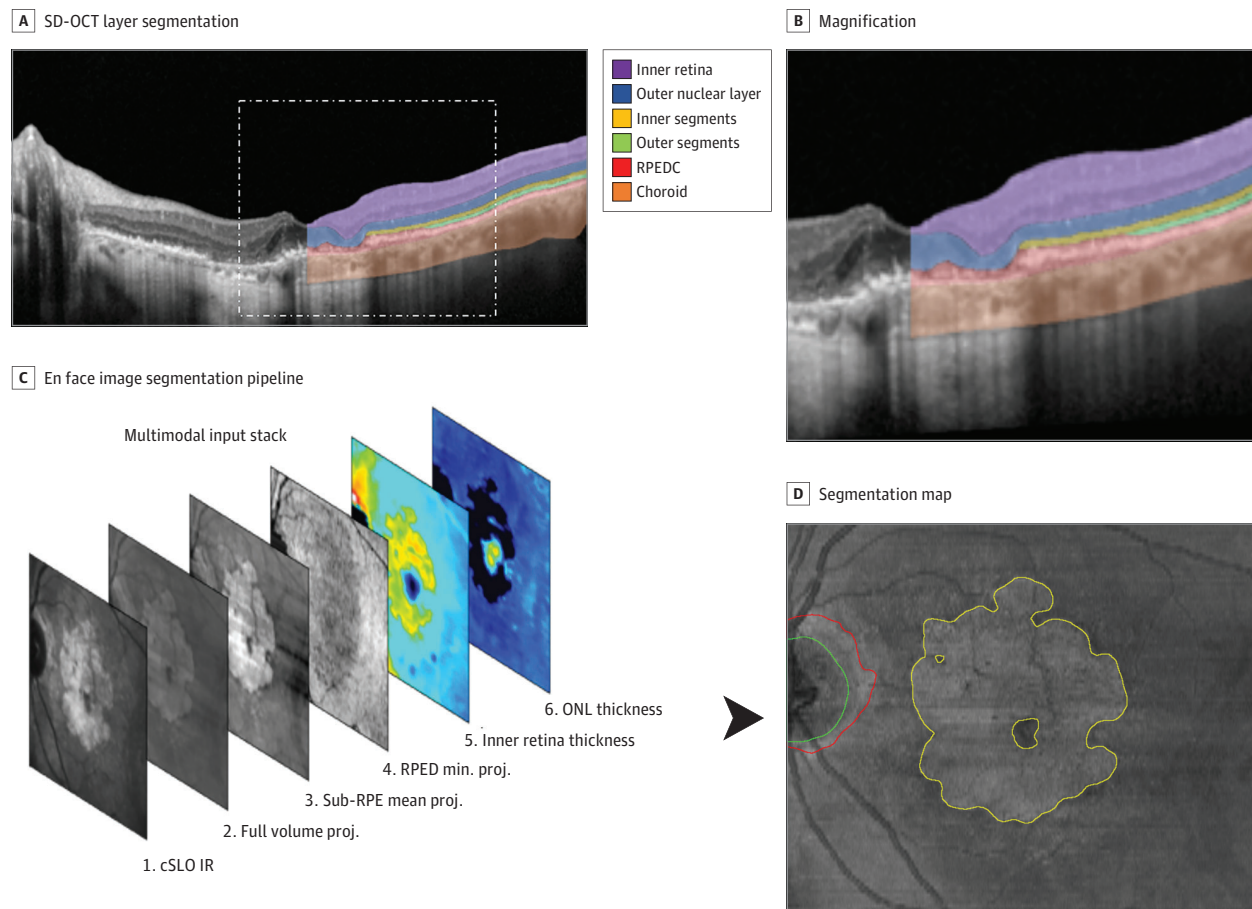 A SD-OCT layer segmentation
Inner retina
Outer nuclear layer
Inner segments
Outer segments
RPEDC
Choroid
B Magnification
C En face image segmentation pipeline
Multimodal input stack
6. ONL thickness
5. Inner retina thickness
4. RPED min. proj.
3. Sub-RPE mean proj.
2. Full volume proj.
1. cSLO IR
D Segmentation map